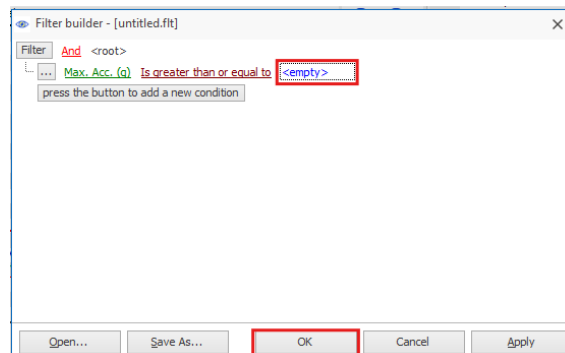 Filter builder - [untitled.flt]
Filter And <root>
... Max. Acc. (g) Is greater than or equal to <empty>
press the button to add a new condition
Open... Save As... OK Cancel Apply